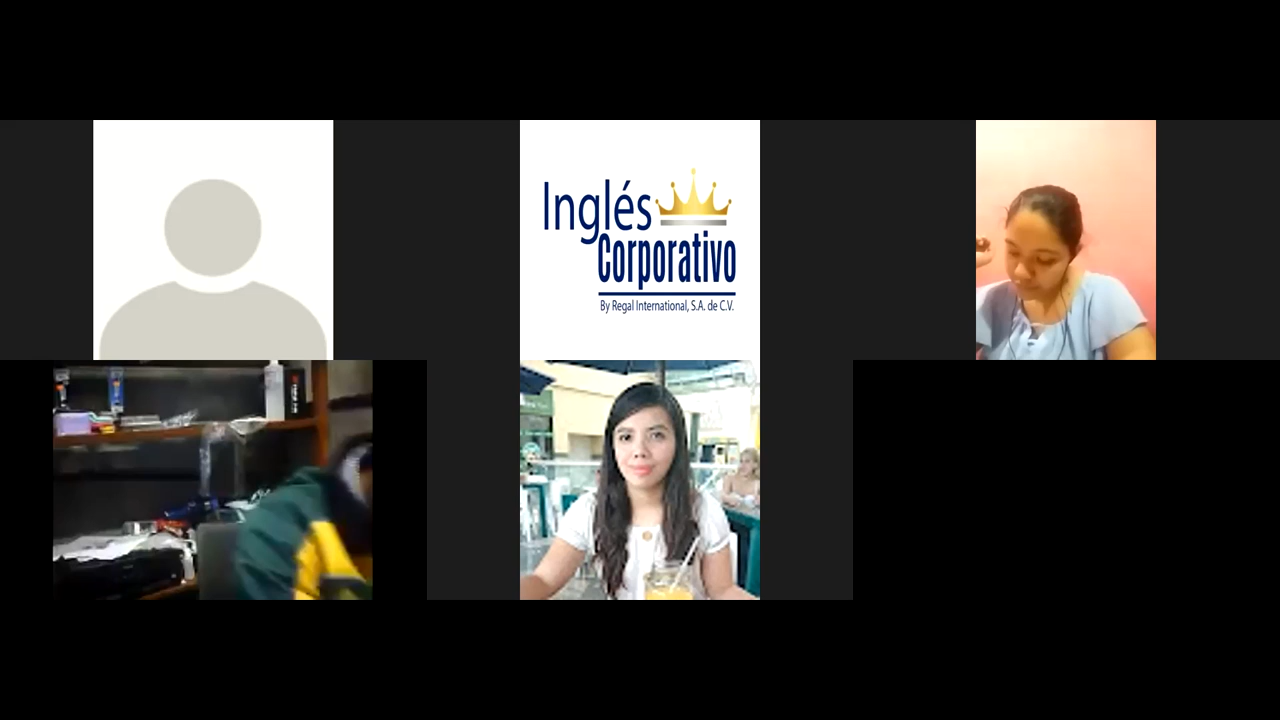 Inglés
Corporativo
By Regal International, S.A. de C.V.